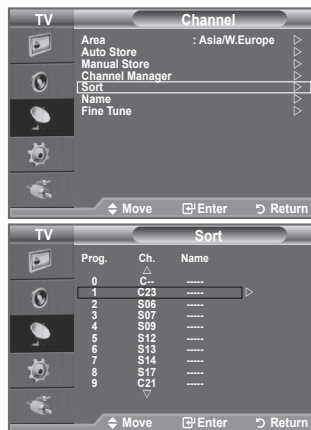 TV Channel
Area : Asia/W.Europe ▷
Auto Store ▷
Manual Store ▷
Channel Manager ▷
Sort ▷
Name ▷
Fine Tune ▷
Move Enter Return
TV Sort
Prog. Ch. Name
0 C-- -----
1 C23 ----- ▷
2 S06 -----
3 S07 -----
4 S09 -----
5 S12 -----
6 S13 -----
7 S14 -----
8 S17 -----
9 C21 -----
Move Enter Return